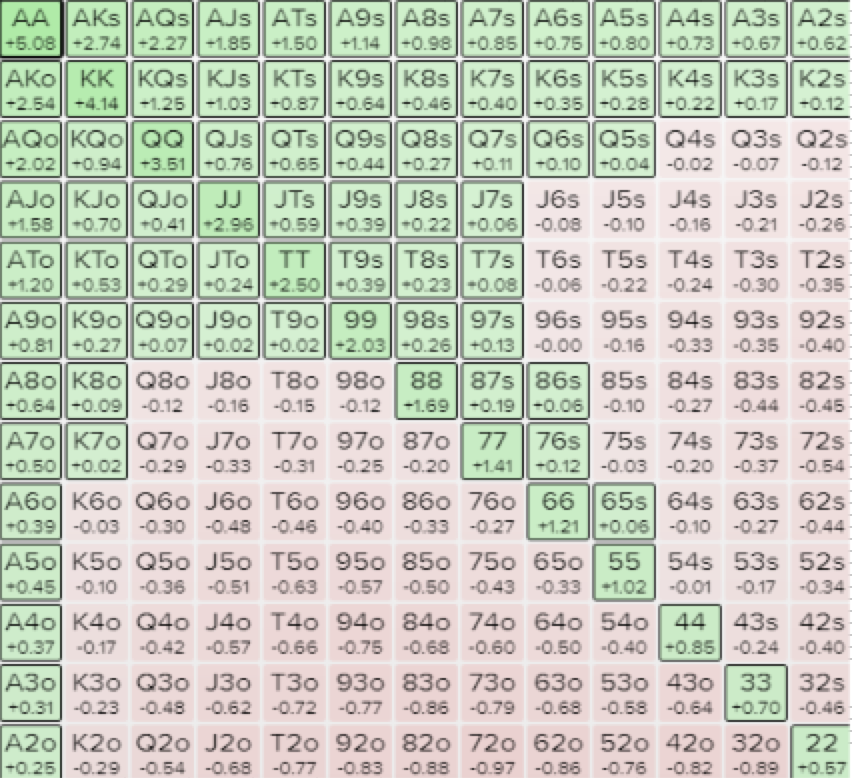 AA AKs AQs AJs ATs A9s A8s A7s A6s A5s A4s A3s A2s
+5.08 +2.74 +2.27 +1.85 +1.50 +1.14 +0.98 +0.85 +0.75 +0.80 +0.73 +0.67 +0.62
AKo KK KQs KJs KTs K9s K8s K7s K6s K5s K4s K3s K2s
+2.54 +4.14 +1.25 +1.03 +0.87 +0.64 +0.46 +0.40 +0.35 +0.28 +0.22 +0.17 +0.12
AQo KQo QQ QJs QTs Q9s Q8s Q7s Q6s Q5s Q4s Q3s Q2s
+2.02 +0.94 +3.51 +0.76 +0.65 +0.44 +0.27 +0.11 +0.10 +0.04 -0.02 -0.07 -0.12
AJo KJo QJo JJ JTs J9s J8s J7s J6s J5s J4s J3s J2s
+1.58 +0.70 +0.41 +2.96 +0.59 +0.39 +0.22 +0.06 -0.08 -0.10 -0.16 -0.21 -0.26
ATo KTo QTo JTo TT T9s T8s T7s T6s T5s T4s T3s T2s
+1.20 +0.53 +0.29 +0.24 +2.50 +0.39 +0.23 +0.08 -0.06 -0.22 -0.24 -0.30 -0.35
A9o K9o Q9o J9o T9o 99 98s 97s 96s 95s 94s 93s 92s
+0.81 +0.27 +0.07 +0.02 +0.02 +2.03 +0.26 +0.13 -0.00 -0.16 -0.33 -0.35 -0.40
A8o K8o Q8o J8o T8o 98o 88 87s 86s 85s 84s 83s 82s
+0.64 +0.09 -0.12 -0.16 -0.15 -0.12 +1.69 +0.19 +0.06 -0.10 -0.27 -0.44 -0.45
A7o K7o Q7o J7o T7o 97o 87o 77 76s 75s 74s 73s 72s
+0.50 +0.02 -0.29 -0.33 -0.31 -0.25 -0.20 +1.41 +0.12 -0.03 -0.20 -0.37 -0.54
A6o K6o Q6o J6o T6o 96o 86o 76o 66 65s 64s 63s 62s
+0.39 -0.03 -0.30 -0.48 -0.46 -0.40 -0.33 -0.27 +1.21 +0.06 -0.10 -0.27 -0.44
A5o K5o Q5o J5o T5o 95o 85o 75o 65o 55 54s 53s 52s
+0.45 -0.10 -0.36 -0.51 -0.63 -0.57 -0.50 -0.43 -0.33 +1.02 -0.01 -0.17 -0.34
A4o K4o Q4o J4o T4o 94o 84o 74o 64o 54o 44 43s 42s
+0.37 -0.17 -0.42 -0.57 -0.66 -0.75 -0.68 -0.60 -0.50 -0.40 +0.85 -0.24 -0.40
A3o K3o Q3o J3o T3o 93o 83o 73o 63o 53o 43o 33 32s
+0.31 -0.23 -0.48 -0.62 -0.72 -0.77 -0.86 -0.79 -0.68 -0.58 -0.64 +0.70 -0.46
A2o K2o Q2o J2o T2o 92o 82o 72o 62o 52o 42o 32o 22
+0.25 -0.29 -0.54 -0.68 -0.77 -0.83 -0.88 -0.97 -0.86 -0.76 -0.82 -0.89 +0.57